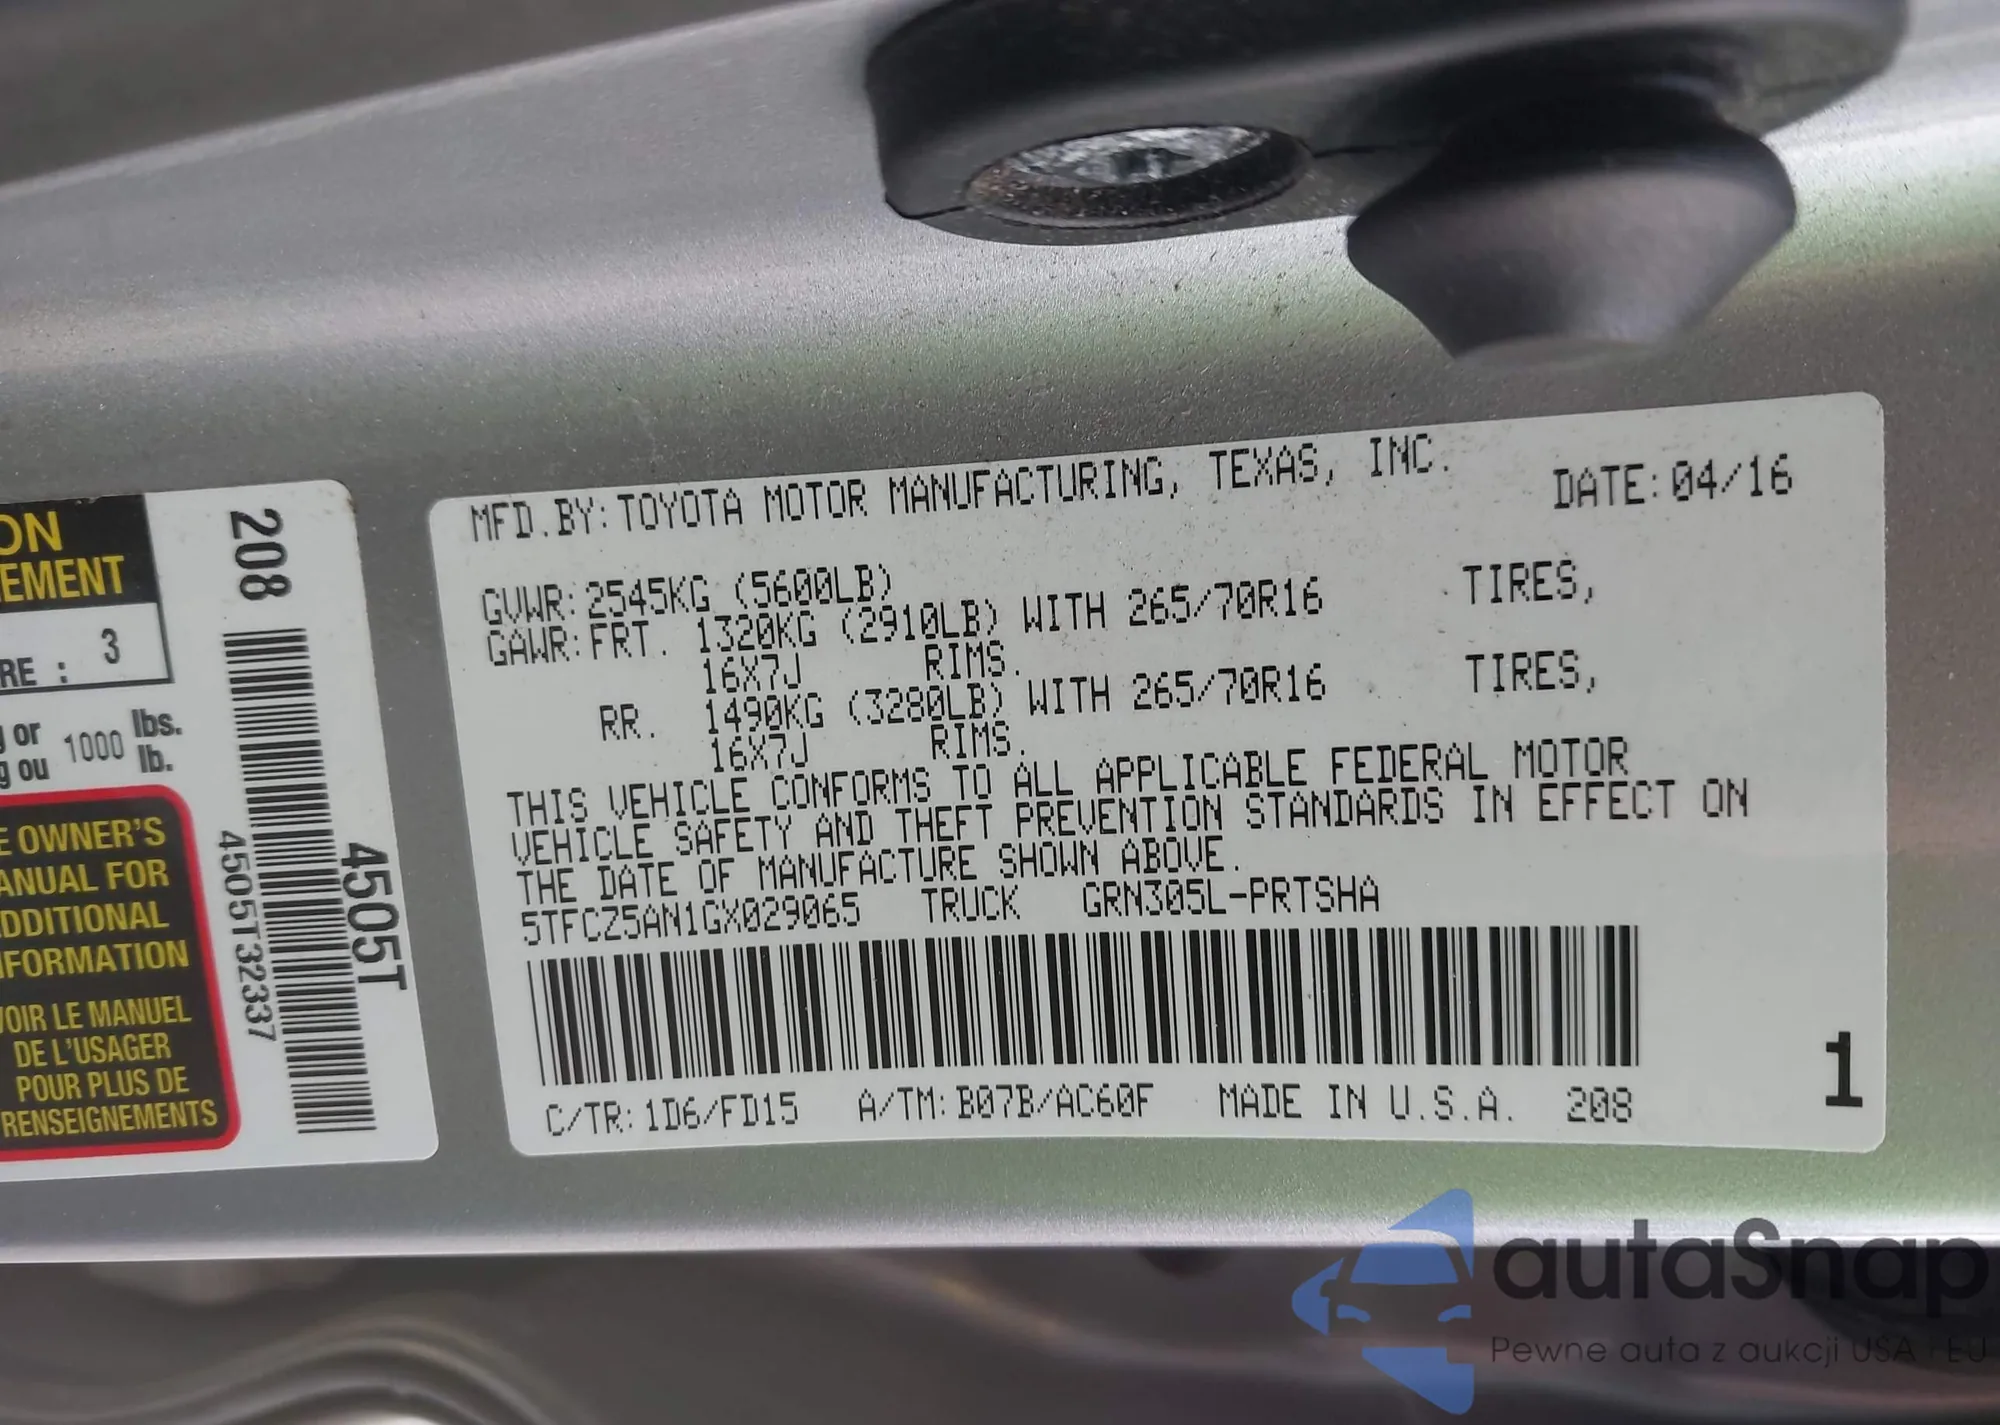 ON
EMENT
RE : 3
g or 1000 lbs.
g ou lb.
E OWNER'S
ANUAL FOR
DDITIONAL
NFORMATION
VOIR LE MANUEL
DE L'USAGER
POUR PLUS DE
RENSEIGNEMENTS
208
4505T32337
4505T
MFD.BY:TOYOTA MOTOR MANUFACTURING, TEXAS, INC. DATE:04/16
GVWR:2545KG (5600LB)
GAWR:FRT. 1320KG (2910LB) WITH 265/70R16 TIRES,
16X7J RIMS.
RR. 1490KG (3280LB) WITH 265/70R16 TIRES,
16X7J RIMS.
THIS VEHICLE CONFORMS TO ALL APPLICABLE FEDERAL MOTOR
VEHICLE SAFETY AND THEFT PREVENTION STANDARDS IN EFFECT ON
THE DATE OF MANUFACTURE SHOWN ABOVE.
5TFCZ5AN1GX029065 TRUCK GRN305L-PRTSHA
C/TR:1D6/FD15 A/TM:B07B/AC60F MADE IN U.S.A. 208
1
autaSnap
Pewne auta z aukcji USA i EU